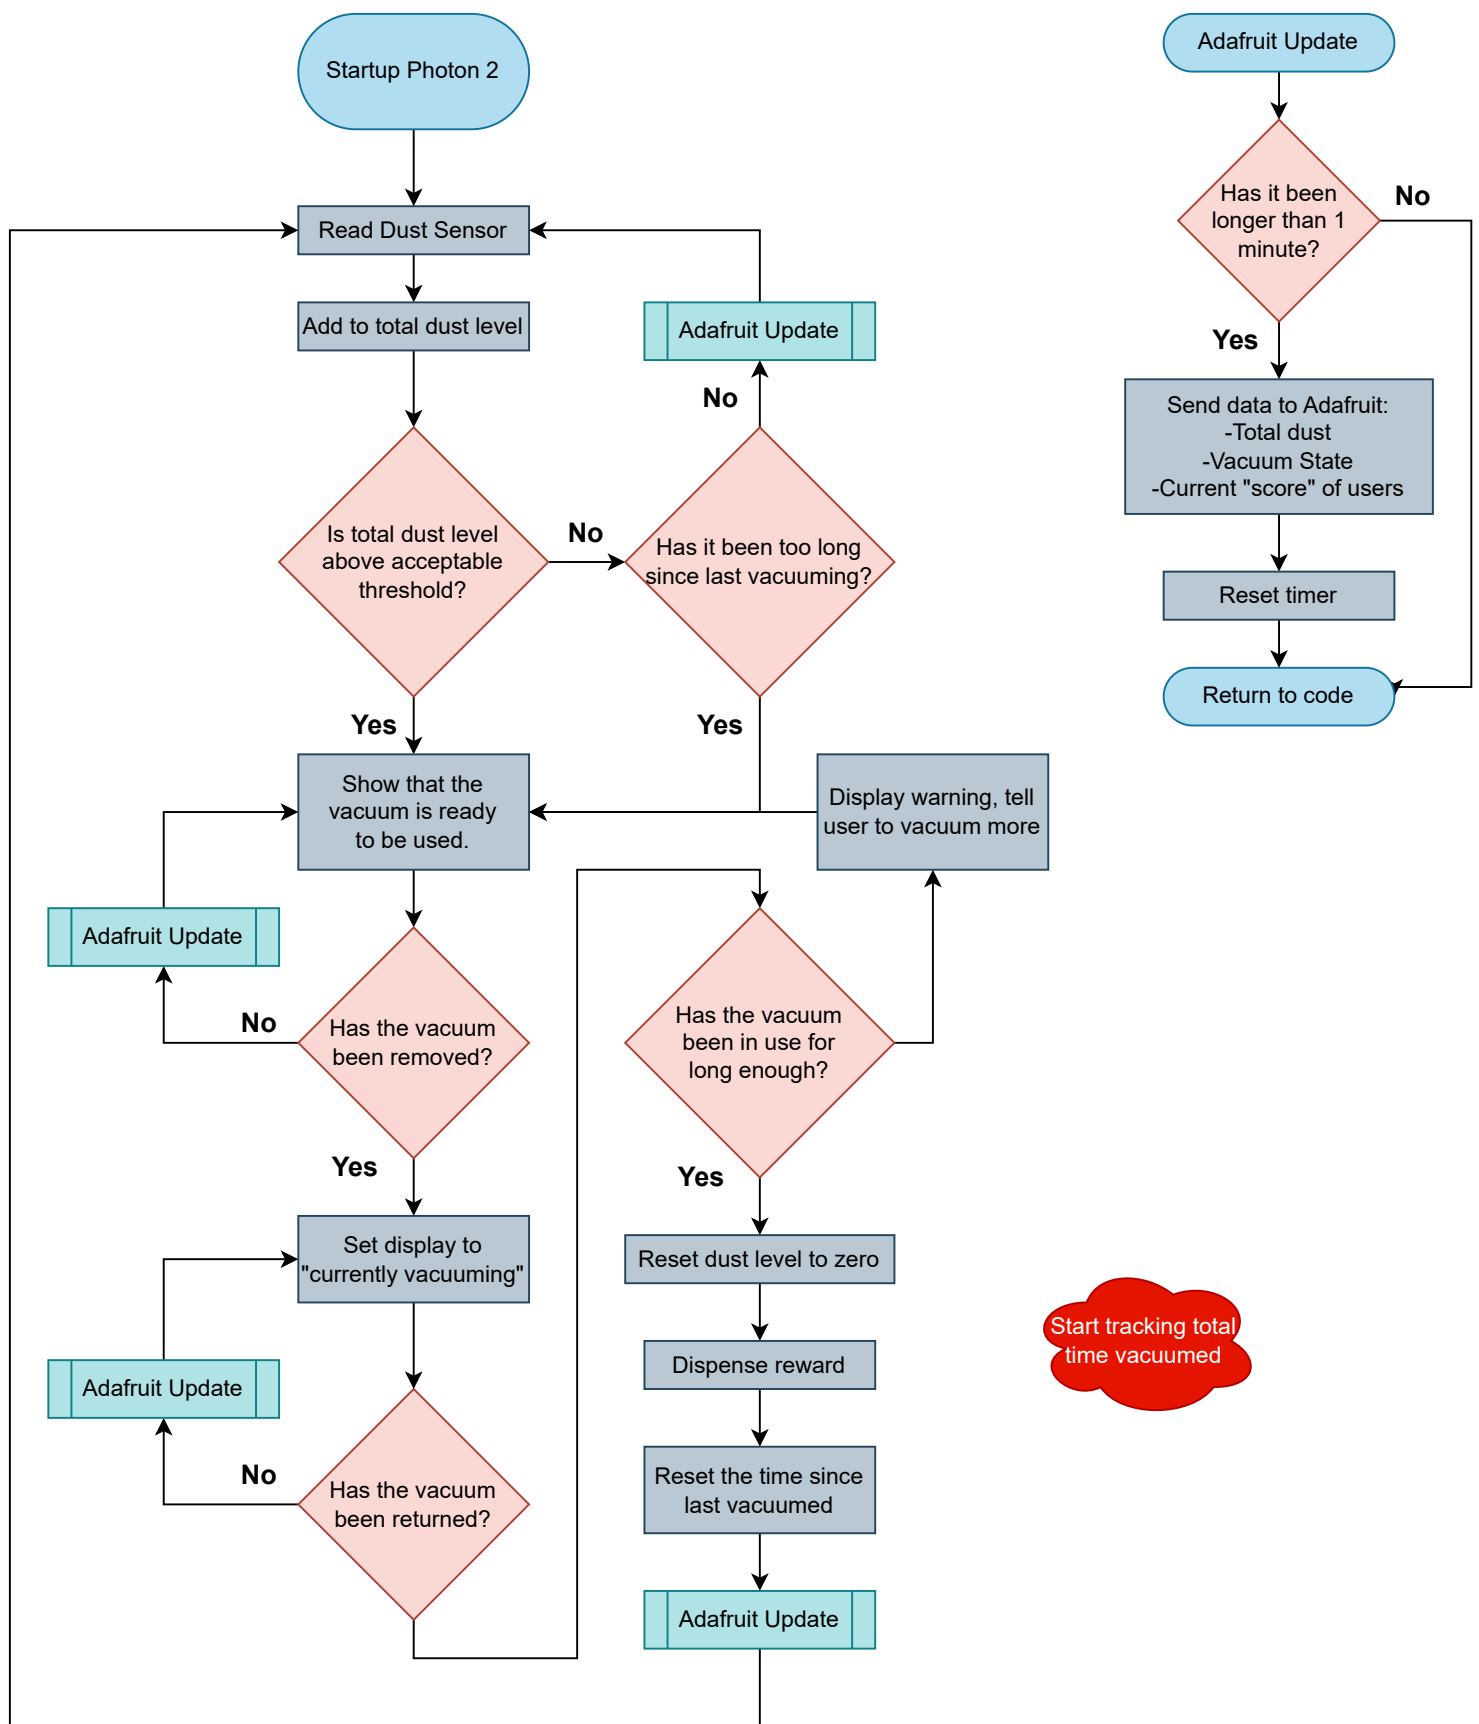 Startup Photon 2
Read Dust Sensor
Add to total dust level
Adafruit Update
No
Is total dust level
above acceptable
threshold?
No
Has it been too long
since last vacuuming?
Yes
Yes
Show that the
vacuum is ready
to be used.
Display warning, tell
user to vacuum more
Adafruit Update
No
Has the vacuum
been removed?
Has the vacuum
been in use for
long enough?
Yes
Yes
Set display to
"currently vacuuming"
Reset dust level to zero
Adafruit Update
Dispense reward
No
Has the vacuum
been returned?
Reset the time since
last vacuumed
Adafruit Update
Adafruit Update
Has it been
longer than 1
minute?
No
Yes
Send data to Adafruit:
-Total dust
-Vacuum State
-Current "score" of users
Reset timer
Return to code
Start tracking total
time vacuumed